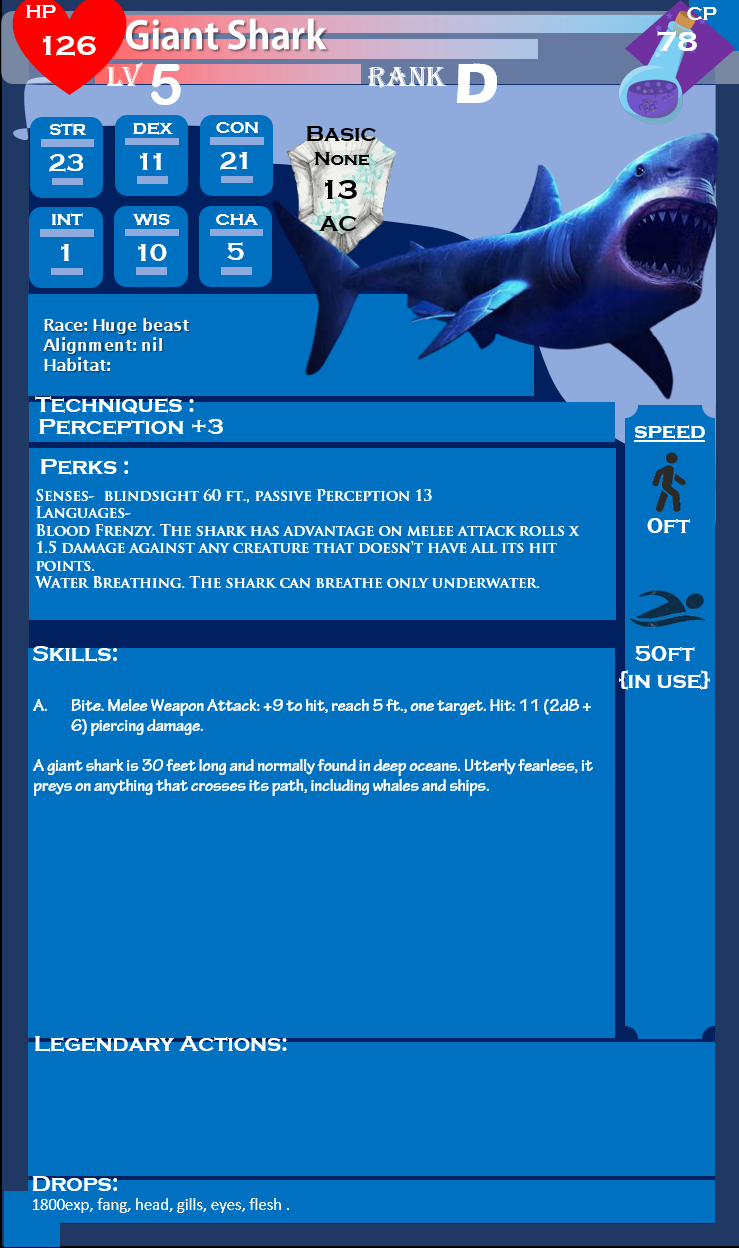 HP
126
Giant Shark
CP
78
LV 5
RANK D
STR
23
DEX
11
CON
21
INT
1
WIS
10
CHA
5
Basic
None
13
AC
Race: Huge beast
Alignment: nil
Habitat:
Techniques :
Perception +3
Perks :
Senses- blindsight 60 ft., passive Perception 13
Languages-
Blood Frenzy. The shark has advantage on melee attack rolls x
1.5 damage against any creature that doesn't have all its hit
points.
Water Breathing. The shark can breathe only underwater.
SPEED
0FT
50FT
{IN USE}
Skills:
A. Bite. Melee Weapon Attack: +9 to hit, reach 5 ft., one target. Hit: 11 (2d8 +
6) piercing damage.
A giant shark is 30 feet long and normally found in deep oceans. Utterly fearless, it
preys on anything that crosses its path, including whales and ships.
Legendary Actions:
Drops:
1800exp, fang, head, gills, eyes, flesh .